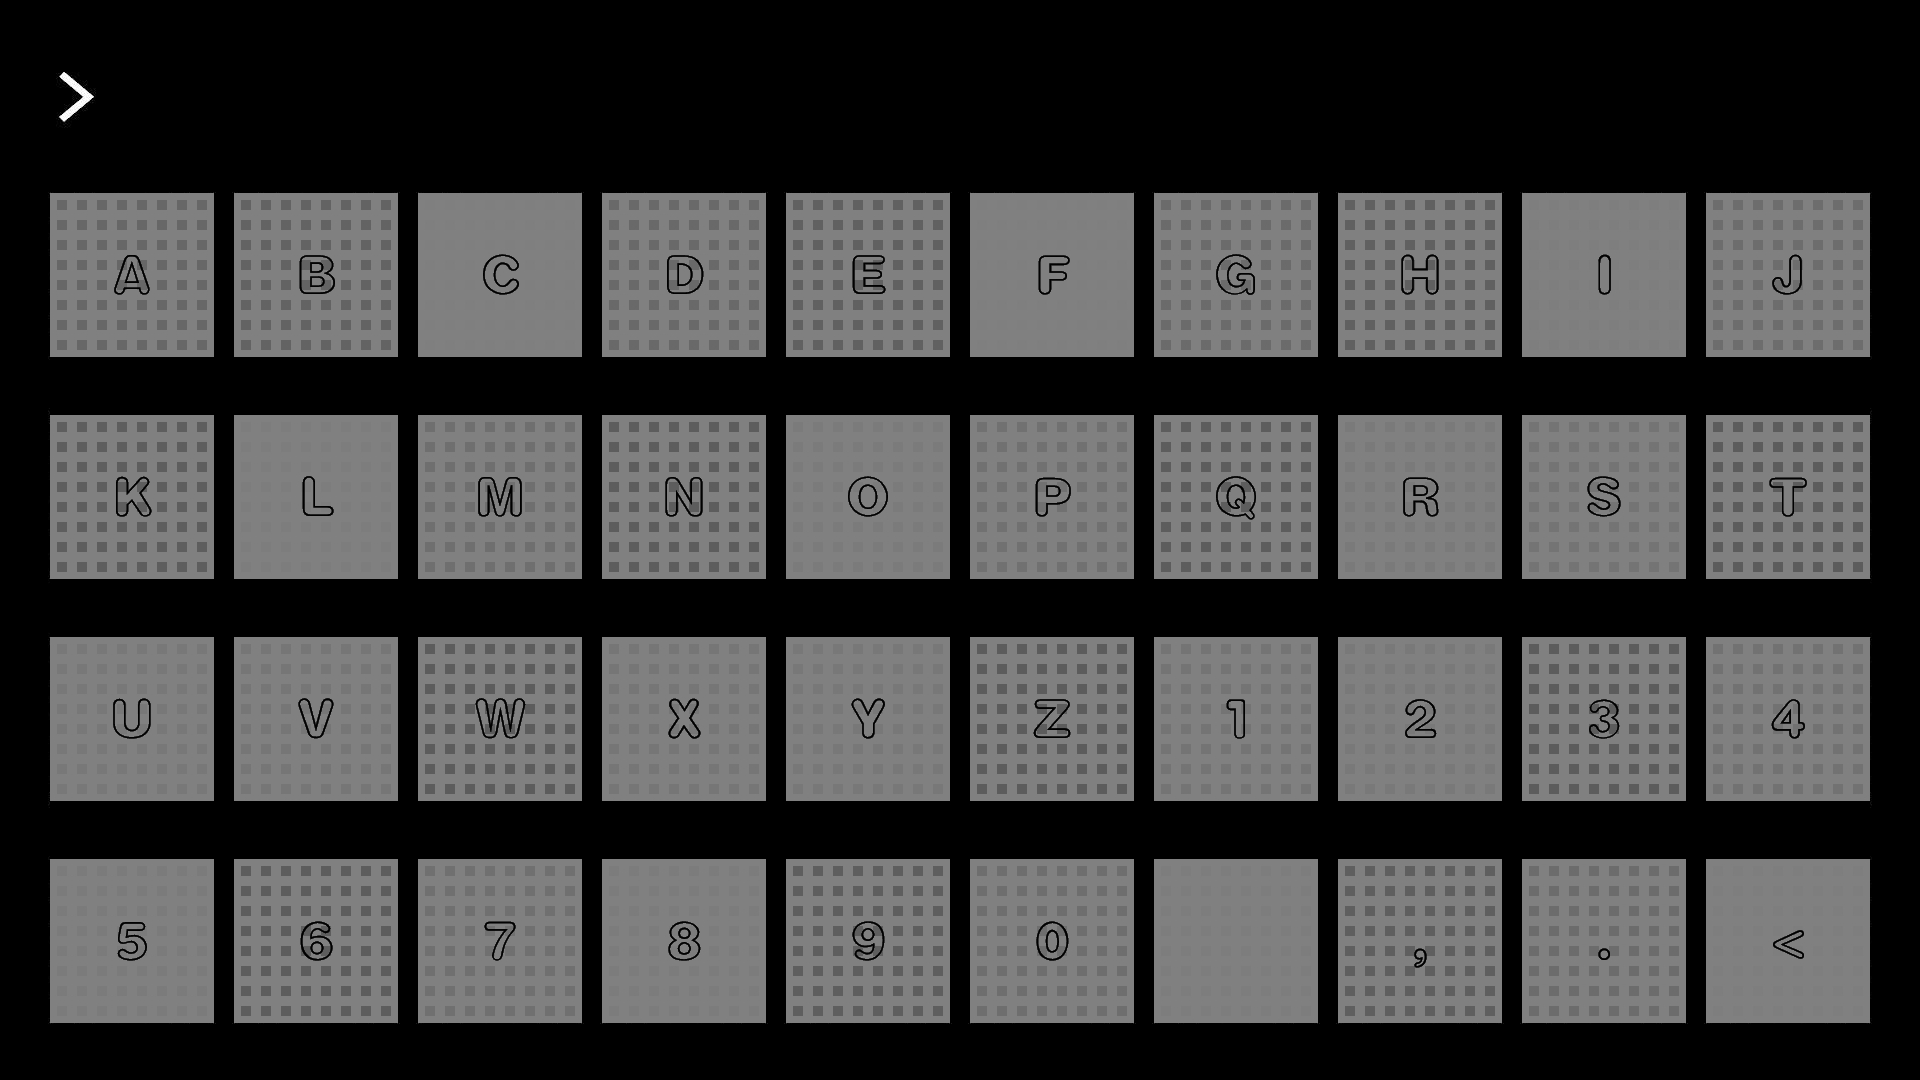 >
A B C D E F G H I J
K L M N O P Q R S T
U V W X Y Z 1 2 3 4
5 6 7 8 9 0 , . <